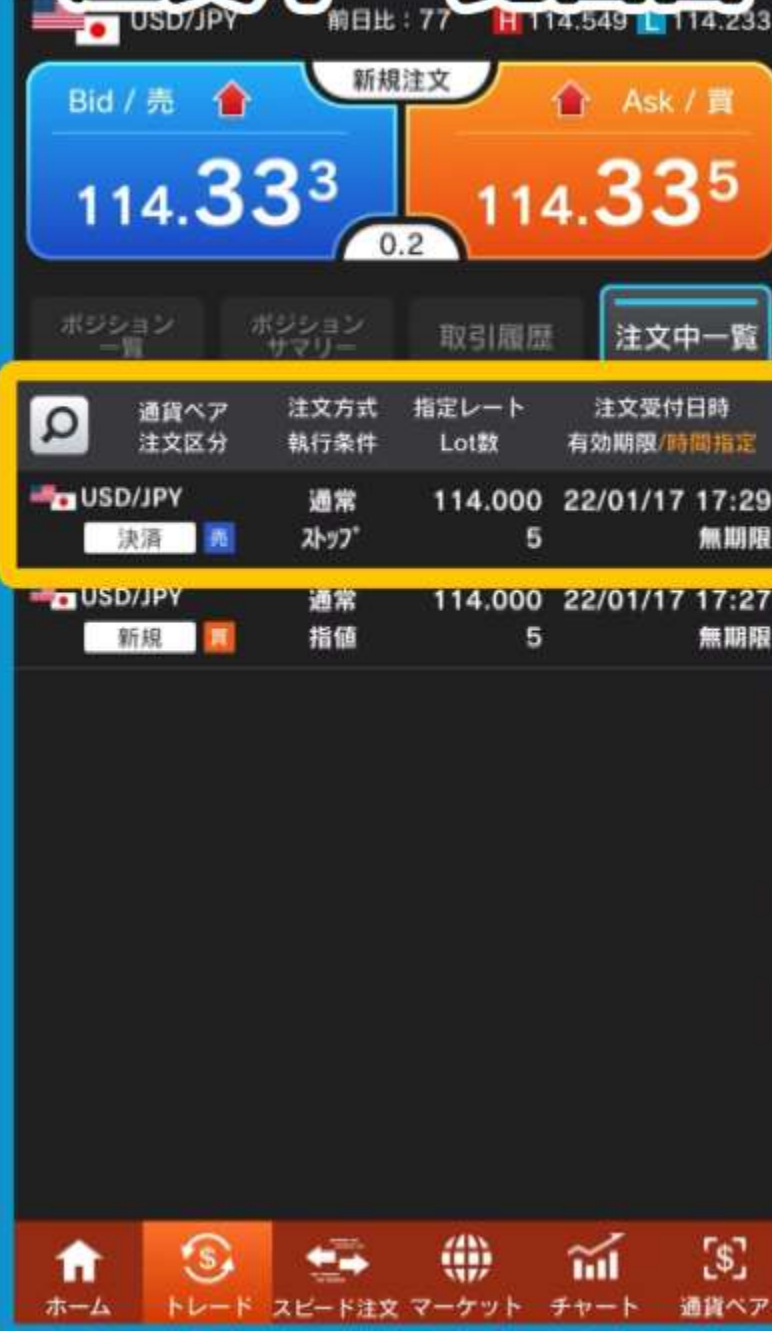 USD/JPY 前日比：77 H 114.549 L 114.233
新規注文
Bid / 売 Ask / 買
114.333 114.335
0.2
ポジション一覧 ポジションサマリー 取引履歴 注文中一覧
通貨ペア 注文方式 指定レート 注文受付日時
注文区分 執行条件 Lot数 有効期限/時間指定
USD/JPY 通常 114.000 22/01/17 17:29
決済 売 ｽﾄｯﾌﾟ 5 無期限
USD/JPY 通常 114.000 22/01/17 17:27
新規 買 指値 5 無期限
ホーム トレード スピード注文 マーケット チャート 通貨ペア